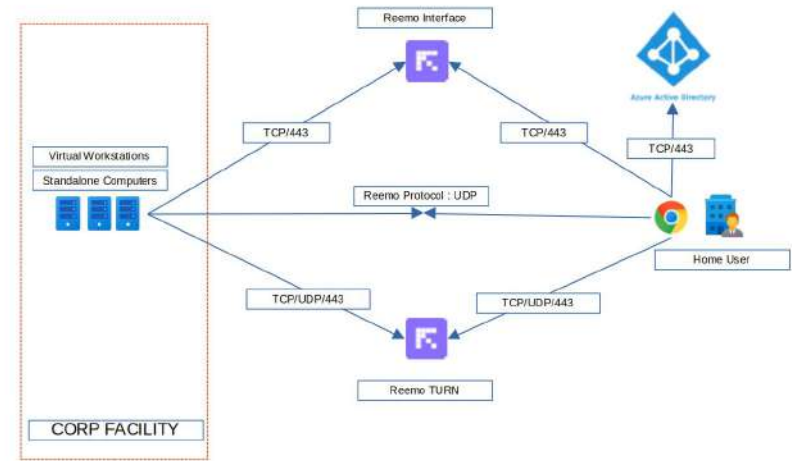 Reemo Interface
Azure Active Directory
TCP/443
TCP/443
TCP/443
Virtual Workstations
Standalone Computers
Reemo Protocol : UDP
Home User
TCP/UDP/443
TCP/UDP/443
Reemo TURN
CORP FACILITY